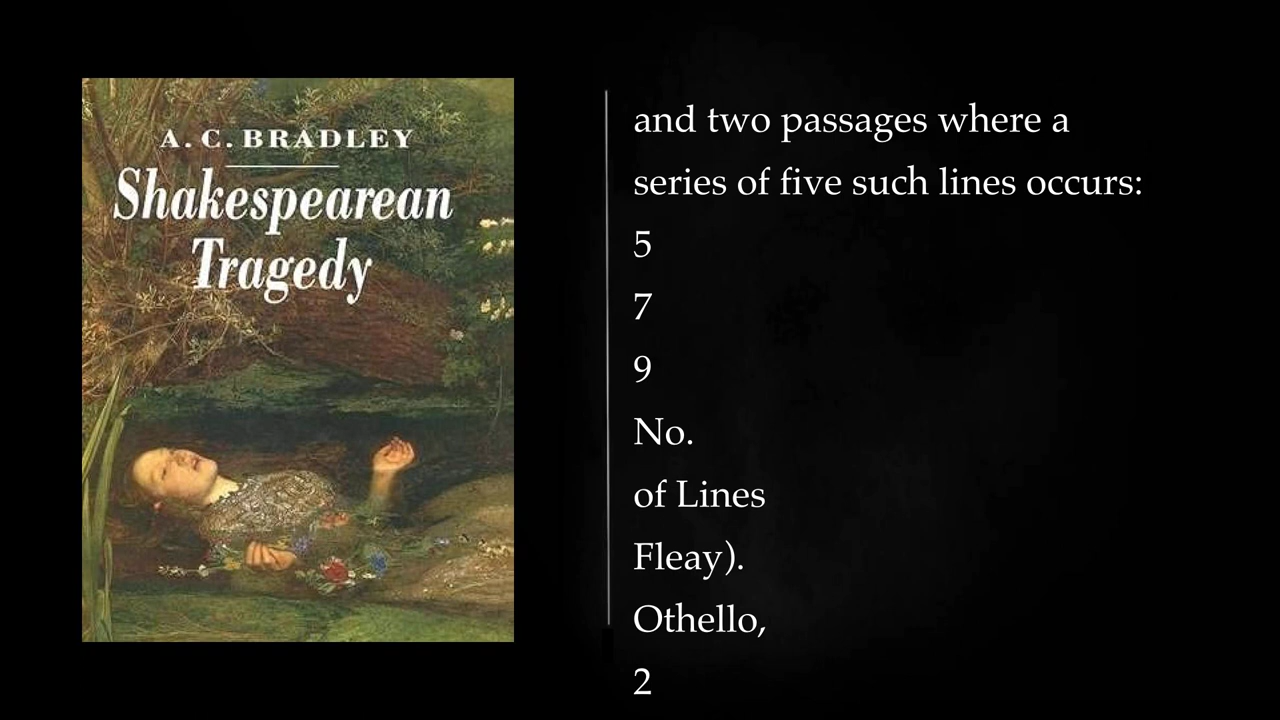 A. C. BRADLEY
Shakespearean
Tragedy
and two passages where a
series of five such lines occurs:
5
7
9
No.
of Lines
Fleay).
Othello,
2